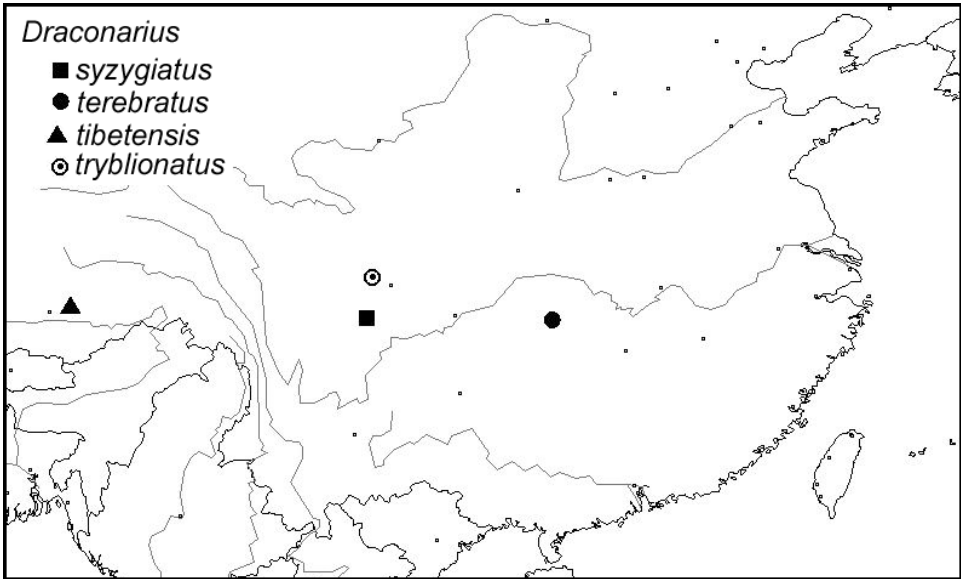 Draconarius
syzygiatus
terebratus
tibetensis
tryblionatus